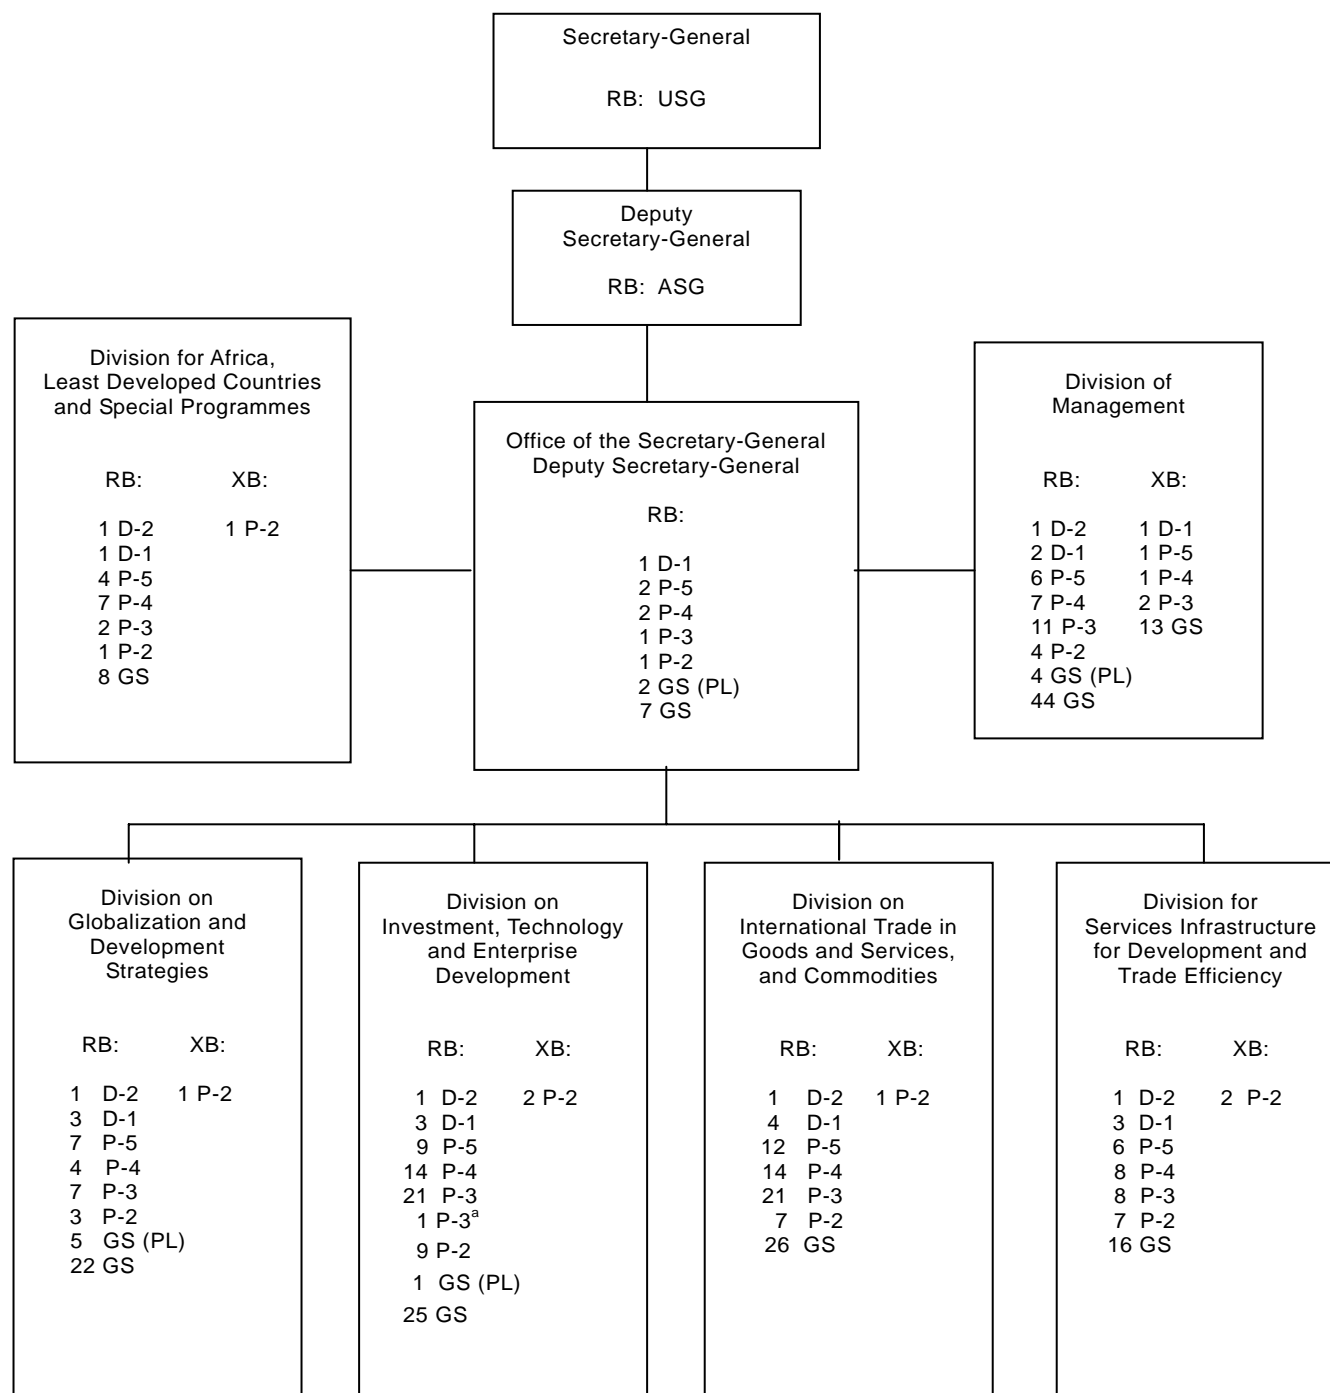 Secretary-General
RB: USG
Deputy
Secretary-General
RB: ASG
Division for Africa,
Least Developed Countries
and Special Programmes
RB: XB:
1 D-2 1 P-2
1 D-1
4 P-5
7 P-4
2 P-3
1 P-2
8 GS
Office of the Secretary-General
Deputy Secretary-General
RB:
1 D-1
2 P-5
2 P-4
1 P-3
1 P-2
2 GS (PL)
7 GS
Division of
Management
RB: XB:
1 D-2 1 D-1
2 D-1 1 P-5
6 P-5 1 P-4
7 P-4 2 P-3
11 P-3 13 GS
4 P-2
4 GS (PL)
44 GS
Division on
Globalization and
Development
Strategies
RB: XB:
1 D-2 1 P-2
3 D-1
7 P-5
4 P-4
7 P-3
3 P-2
5 GS (PL)
22 GS
Division on
Investment, Technology
and Enterprise
Development
RB: XB:
1 D-2 2 P-2
3 D-1
9 P-5
14 P-4
21 P-3
1 P-3ᵃ
9 P-2
1 GS (PL)
25 GS
Division on
International Trade in
Goods and Services,
and Commodities
RB: XB:
1 D-2 1 P-2
4 D-1
12 P-5
14 P-4
21 P-3
7 P-2
26 GS
Division for
Services Infrastructure
for Development and
Trade Efficiency
RB: XB:
1 D-2 2 P-2
3 D-1
6 P-5
8 P-4
8 P-3
7 P-2
16 GS